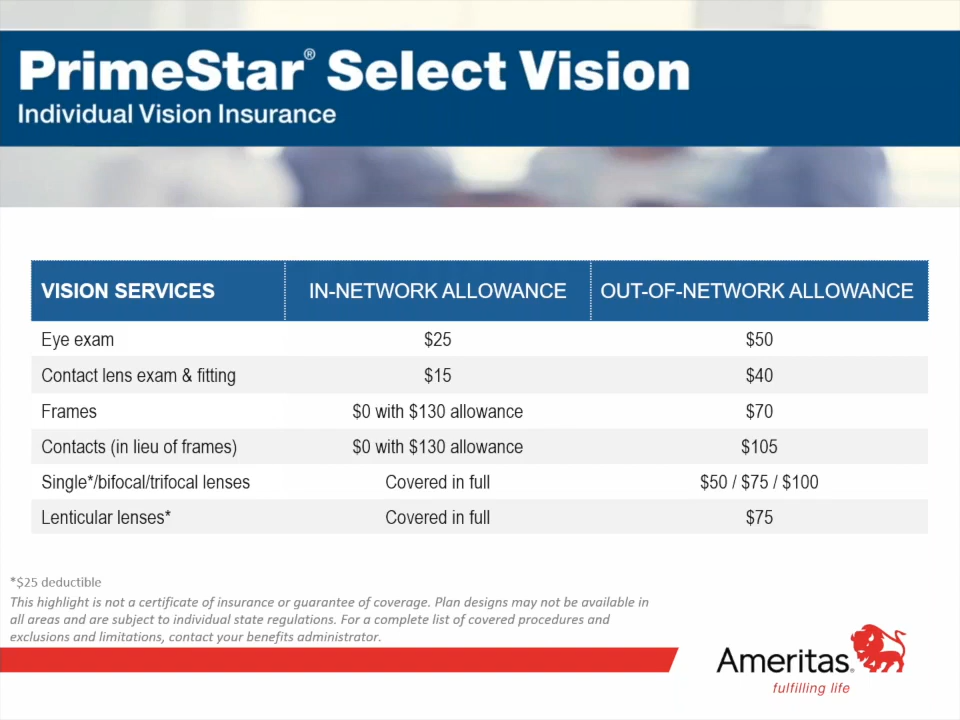 PrimeStar® Select Vision
Individual Vision Insurance
VISION SERVICES IN-NETWORK ALLOWANCE OUT-OF-NETWORK ALLOWANCE
Eye exam $25 $50
Contact lens exam & fitting $15 $40
Frames $0 with $130 allowance $70
Contacts (in lieu of frames) $0 with $130 allowance $105
Single*/bifocal/trifocal lenses Covered in full $50 / $75 / $100
Lenticular lenses* Covered in full $75
*$25 deductible
This highlight is not a certificate of insurance or guarantee of coverage. Plan designs may not be available in
all areas and are subject to individual state regulations. For a complete list of covered procedures and
exclusions and limitations, contact your benefits administrator.
Ameritas®
fulfilling life